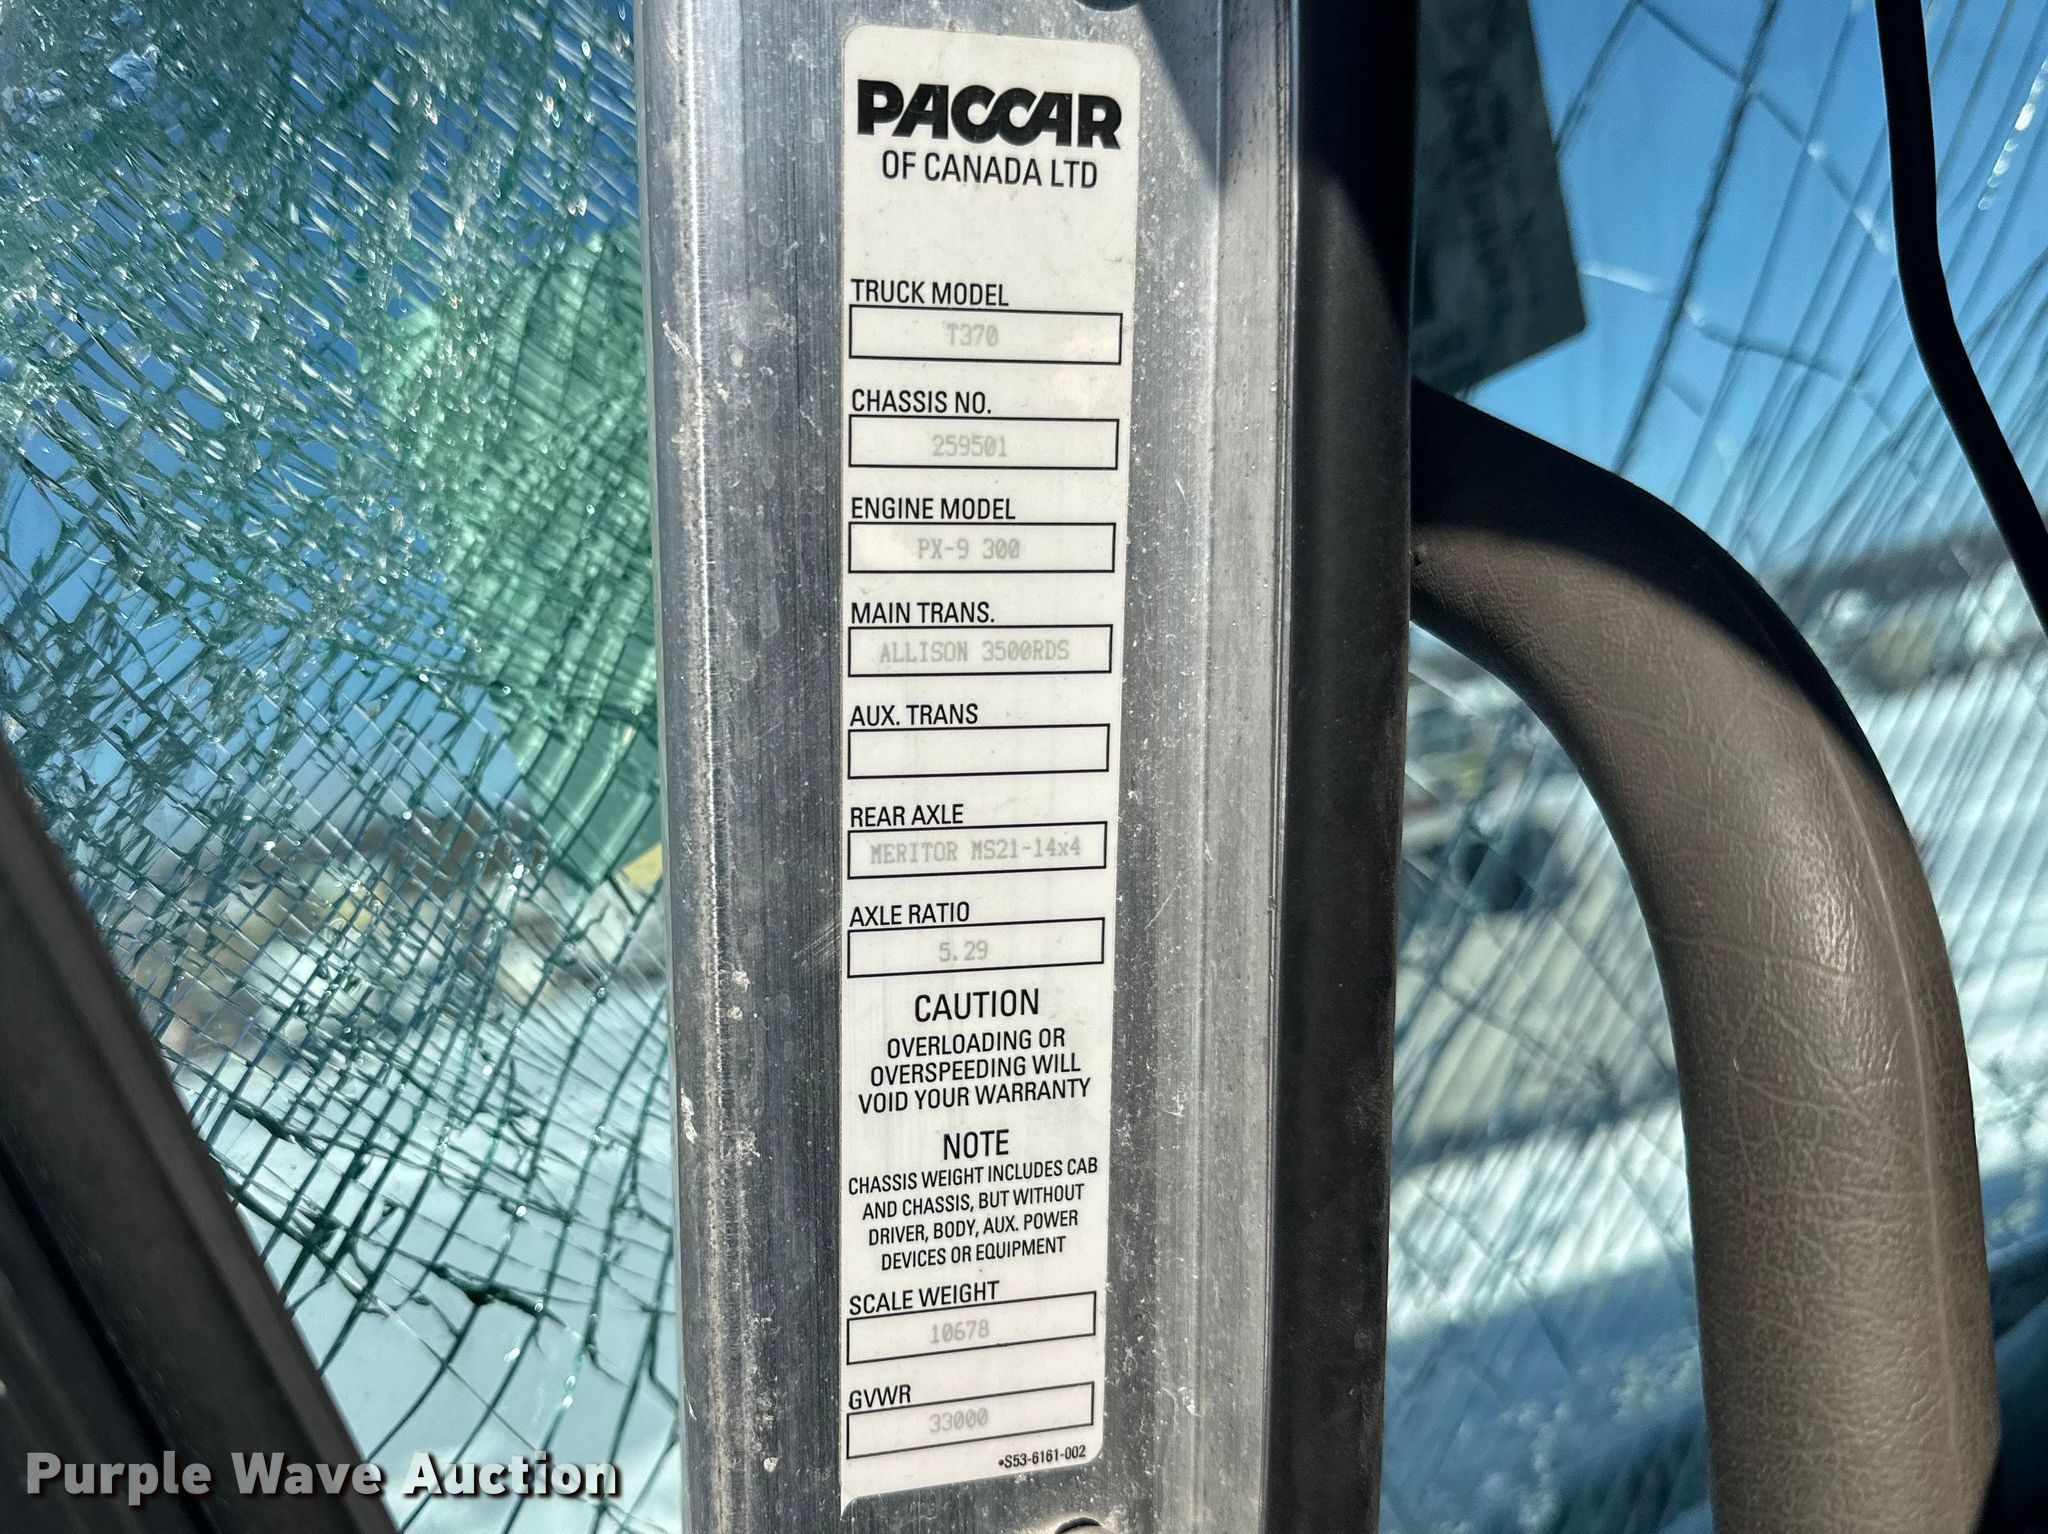 PACCAR
OF CANADA LTD
TRUCK MODEL
T370
CHASSIS NO.
259501
ENGINE MODEL
PX-9 300
MAIN TRANS.
ALLISON 3500RDS
AUX. TRANS
REAR AXLE
MERITOR MS21-14x4
AXLE RATIO
5.29
CAUTION
OVERLOADING OR
OVERSPEEDING WILL
VOID YOUR WARRANTY
NOTE
CHASSIS WEIGHT INCLUDES CAB
AND CHASSIS, BUT WITHOUT
DRIVER, BODY, AUX. POWER
DEVICES OR EQUIPMENT
SCALE WEIGHT
10678
GVWR
33000
•S53-6161-002
Purple Wave Auction